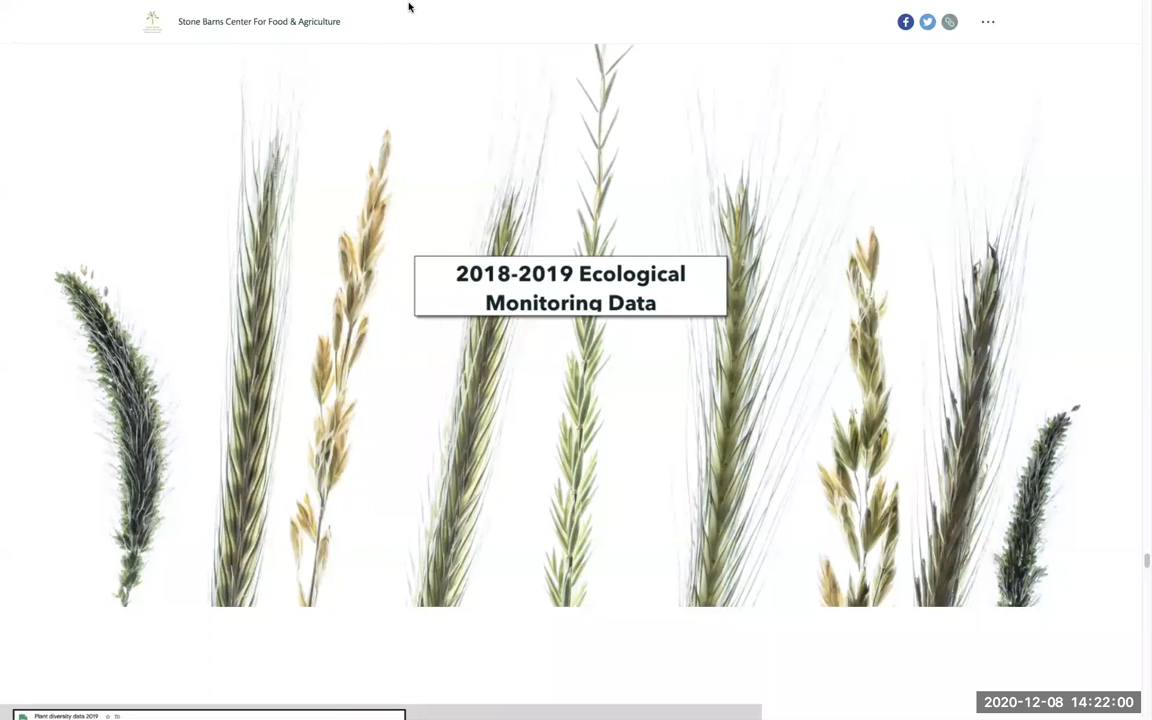 Stone Barns Center For Food & Agriculture
2018-2019 Ecological
Monitoring Data
Plant diversity data 2019
2020-12-08 14:22:00